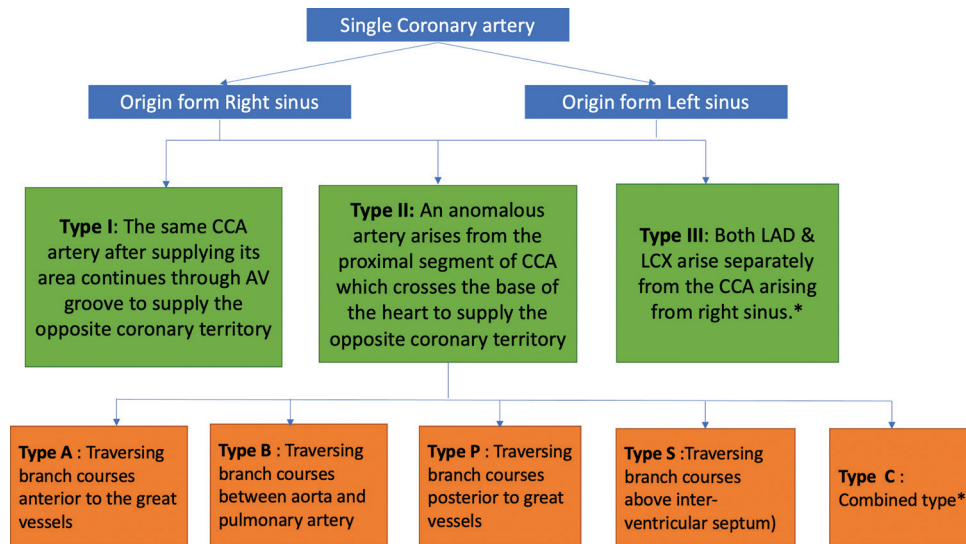 Single Coronary artery
Origin form Right sinus
Origin form Left sinus
Type I: The same CCA
artery after supplying its
area continues through AV
groove to supply the
opposite coronary territory
Type II: An anomalous
artery arises from the
proximal segment of CCA
which crosses the base of
the heart to supply the
opposite coronary territory
Type III: Both LAD &
LCX arise separately
from the CCA arising
from right sinus.*
Type A : Traversing
branch courses
anterior to the great
vessels
Type B : Traversing
branch courses
between aorta and
pulmonary artery
Type P: Traversing
branch courses
posterior to great
vessels
Type S :Traversing
branch courses
above inter-
ventricular septum)
Type C :
Combined type*